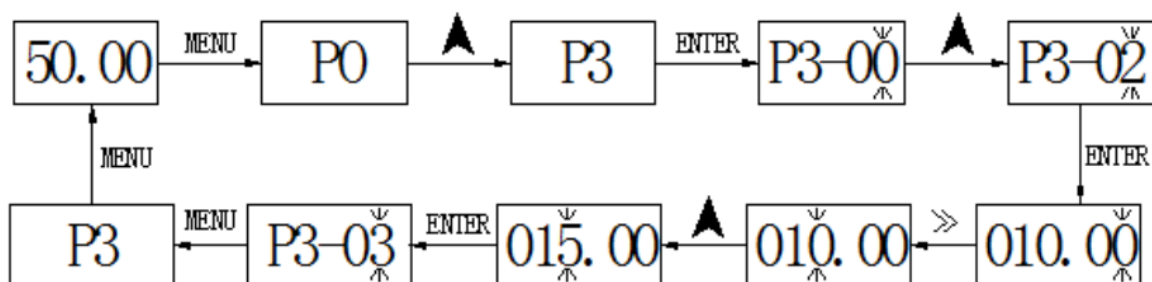 50.00 MENU P0 P3 ENTER P3-00 P3-02
MENU ENTER
P3 MENU P3-03 ENTER 015.00 010.00 » 010.00